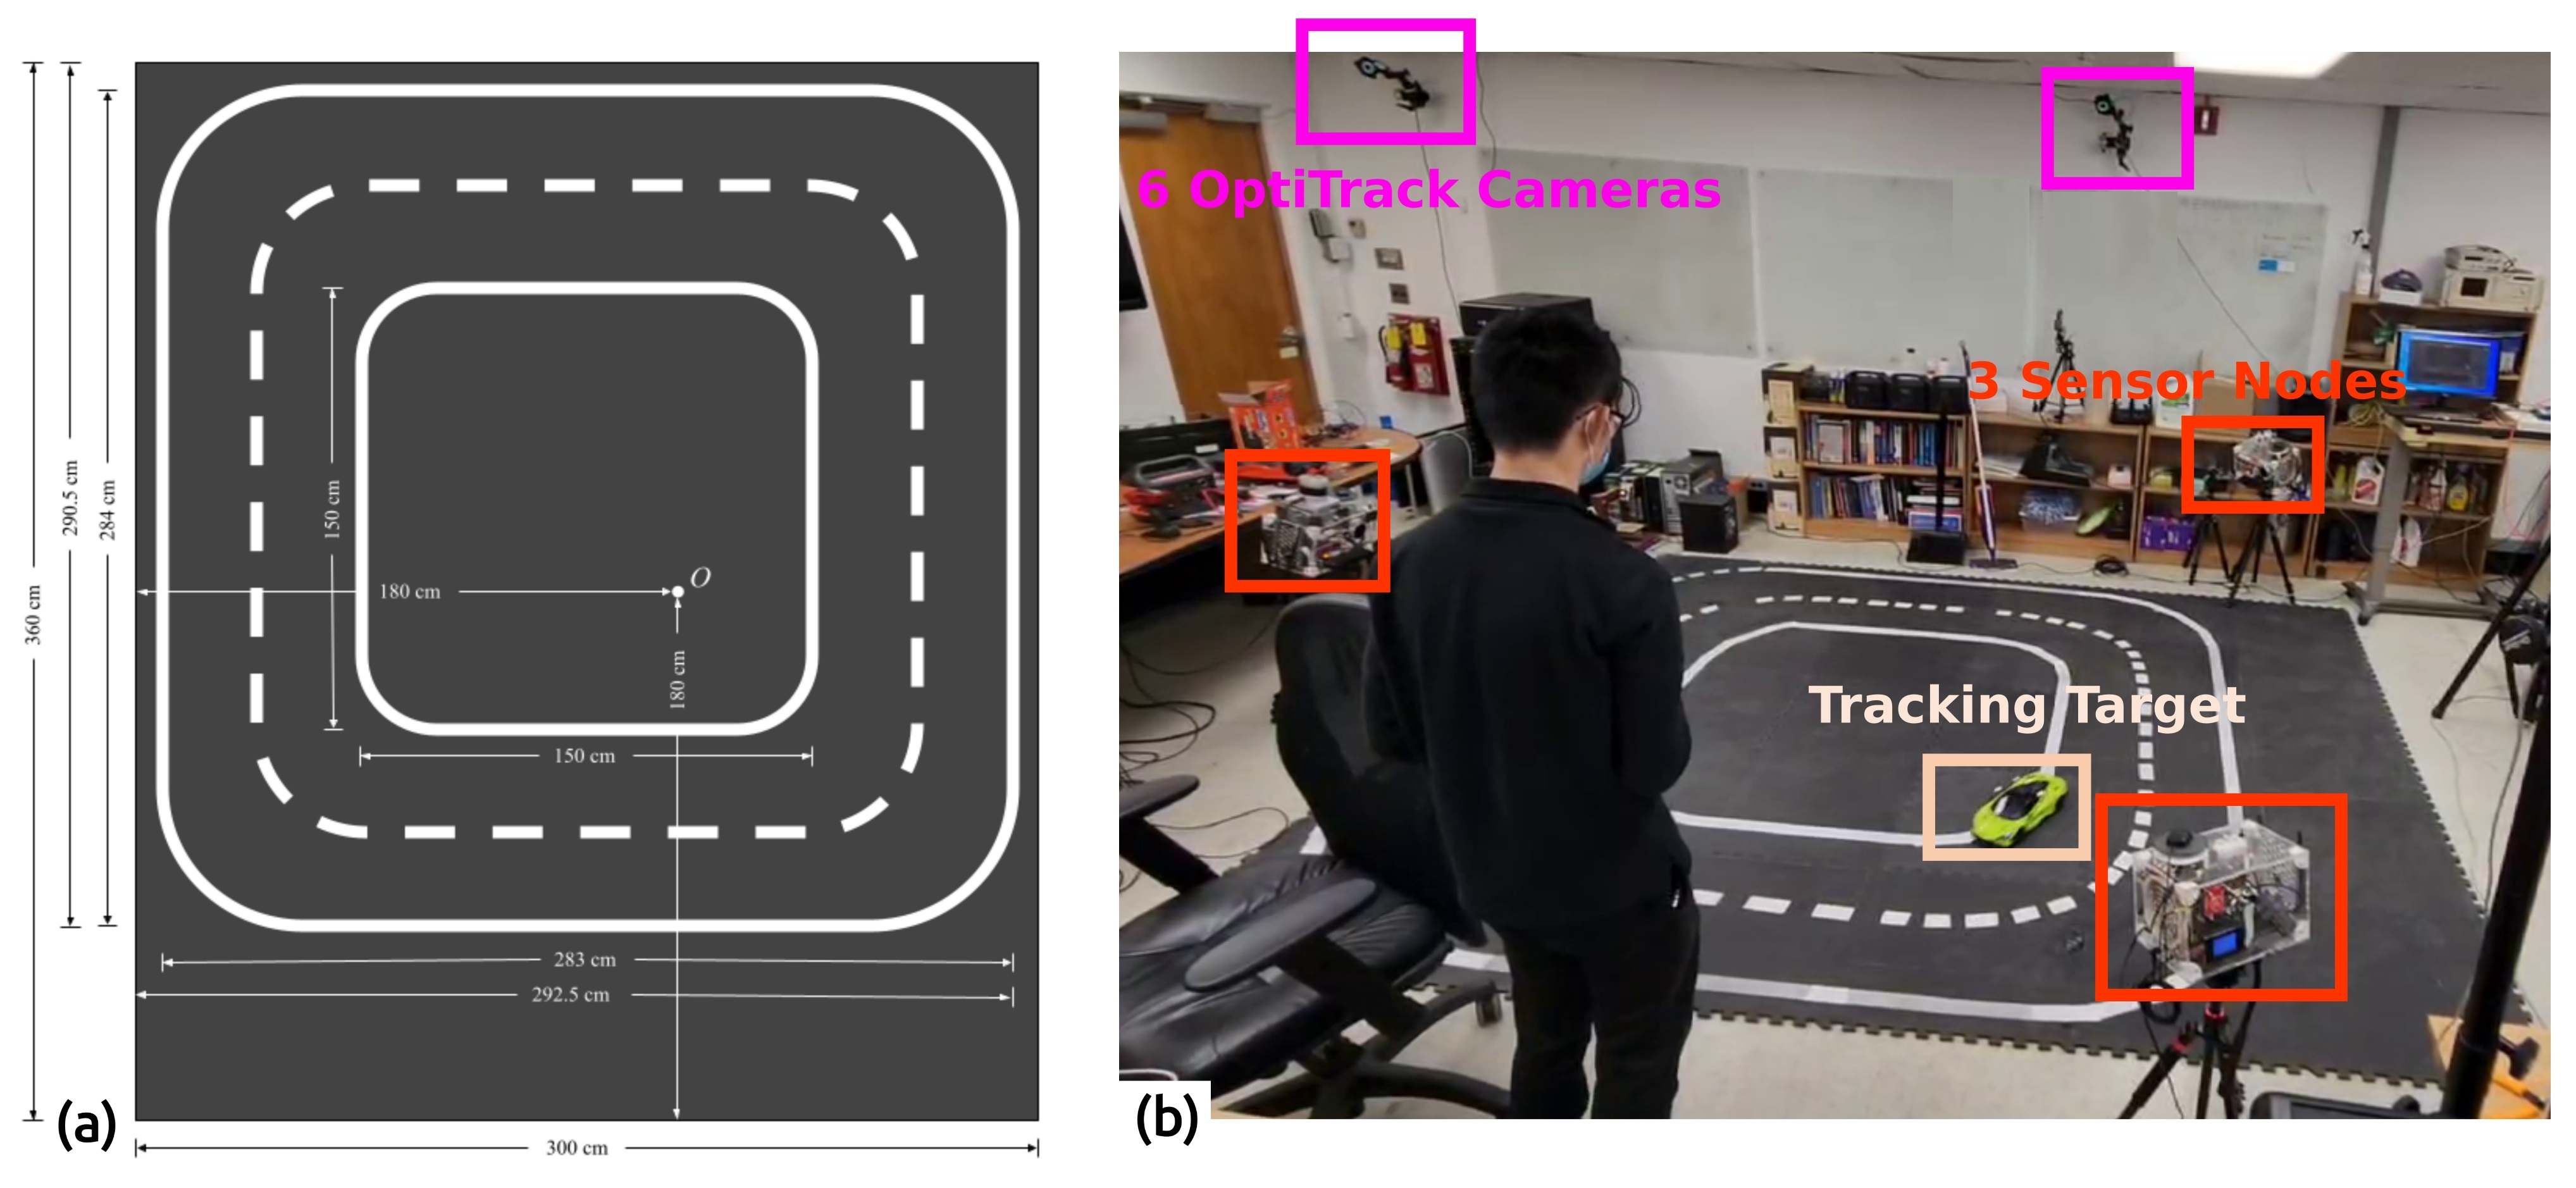 360 cm
290.5 cm
284 cm
150 cm
180 cm
O
180 cm
150 cm
283 cm
292.5 cm
300 cm
(a)
6 OptiTrack Cameras
3 Sensor Nodes
Tracking Target
(b)